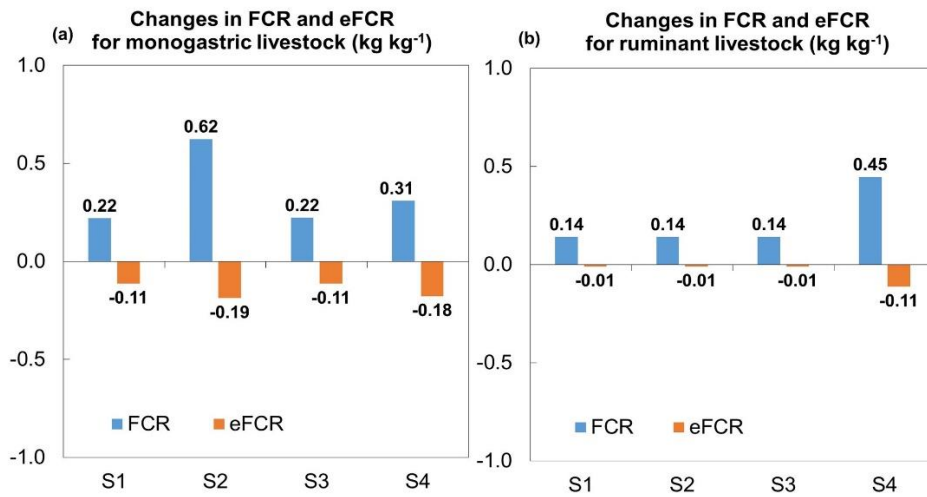 (a)
Changes in FCR and eFCR
for monogastric livestock (kg kg⁻¹)
1.0
0.5
0.0
-0.5
-1.0
0.22
0.62
0.22
0.31
-0.11
-0.19
-0.11
-0.18
FCR
eFCR
S1
S2
S3
S4
(b)
Changes in FCR and eFCR
for ruminant livestock (kg kg⁻¹)
1.0
0.5
0.0
-0.5
-1.0
0.14
0.14
0.14
0.45
-0.01
-0.01
-0.01
-0.11
FCR
eFCR
S1
S2
S3
S4